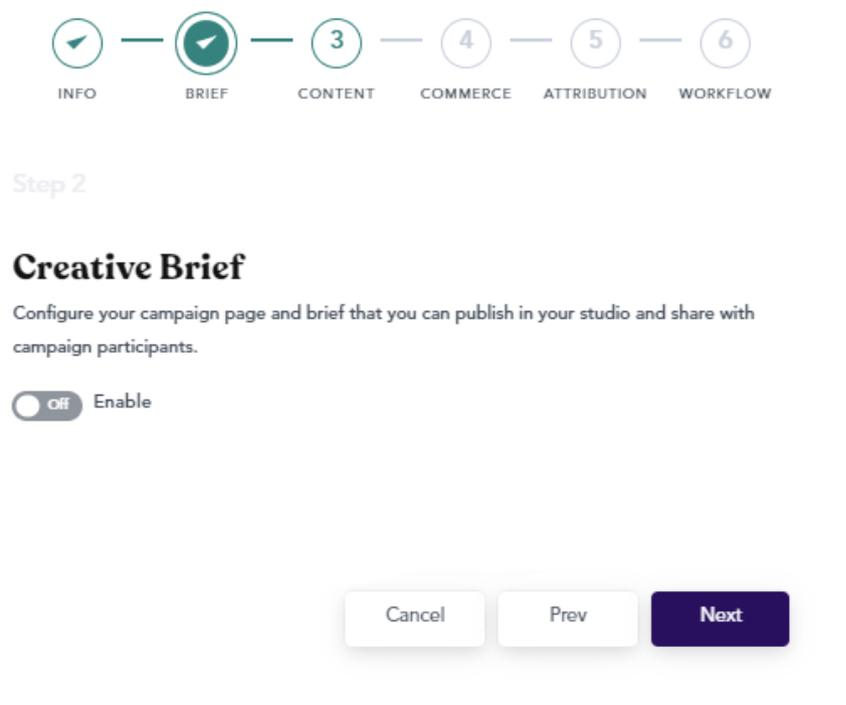 3 4 5 6
INFO BRIEF CONTENT COMMERCE ATTRIBUTION WORKFLOW
Step 2
Creative Brief
Configure your campaign page and brief that you can publish in your studio and share with
campaign participants.
Off Enable
Cancel Prev Next